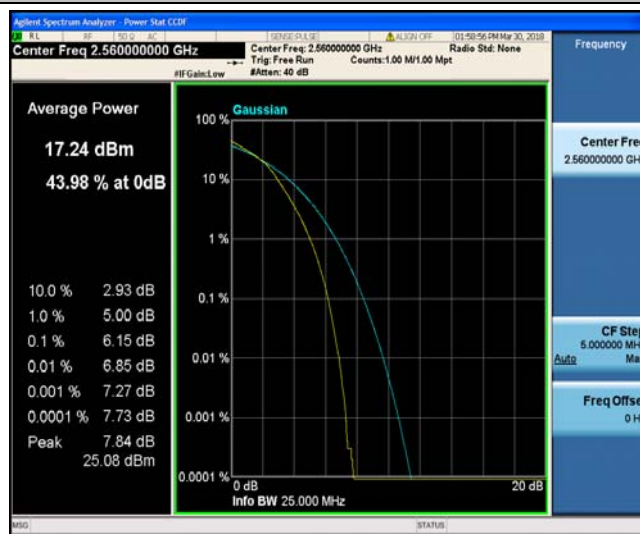 Agilent Spectrum Analyzer - Power Stat CCDF
RL RF 50 Ω AC SENSE:PULSE ALIGN OFF 01:58:56 PM Mar 30, 2018
Center Freq 2.560000000 GHz
Center Freq: 2.560000000 GHz Radio Std: None
Trig: Free Run Counts:1.00 M/1.00 Mpt
#IFGain:Low #Atten: 40 dB
Frequency
Average Power
17.24 dBm
43.98 % at 0dB
10.0 % 2.93 dB
1.0 % 5.00 dB
0.1 % 6.15 dB
0.01 % 6.85 dB
0.001 % 7.27 dB
0.0001 % 7.73 dB
Peak 7.84 dB
25.08 dBm
Gaussian
100 %
10 %
1 %
0.1 %
0.01 %
0.001 %
0.0001 %
0 dB 20 dB
Info BW 25.000 MHz
Center Fre
2.560000000 GH
CF Step
5.000000 MH
Auto Ma
Freq Offse
0 H
MSG STATUS